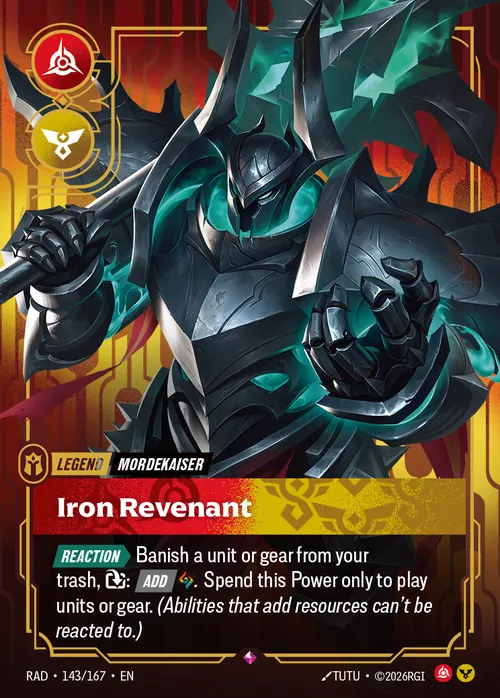 LEGEND MORDEKAISER
Iron Revenant
REACTION Banish a unit or gear from your
trash, : ADD . Spend this Power only to play
units or gear. (Abilities that add resources can't be
reacted to.)
RAD • 143/167 • EN
TUTU • ©2026RGI